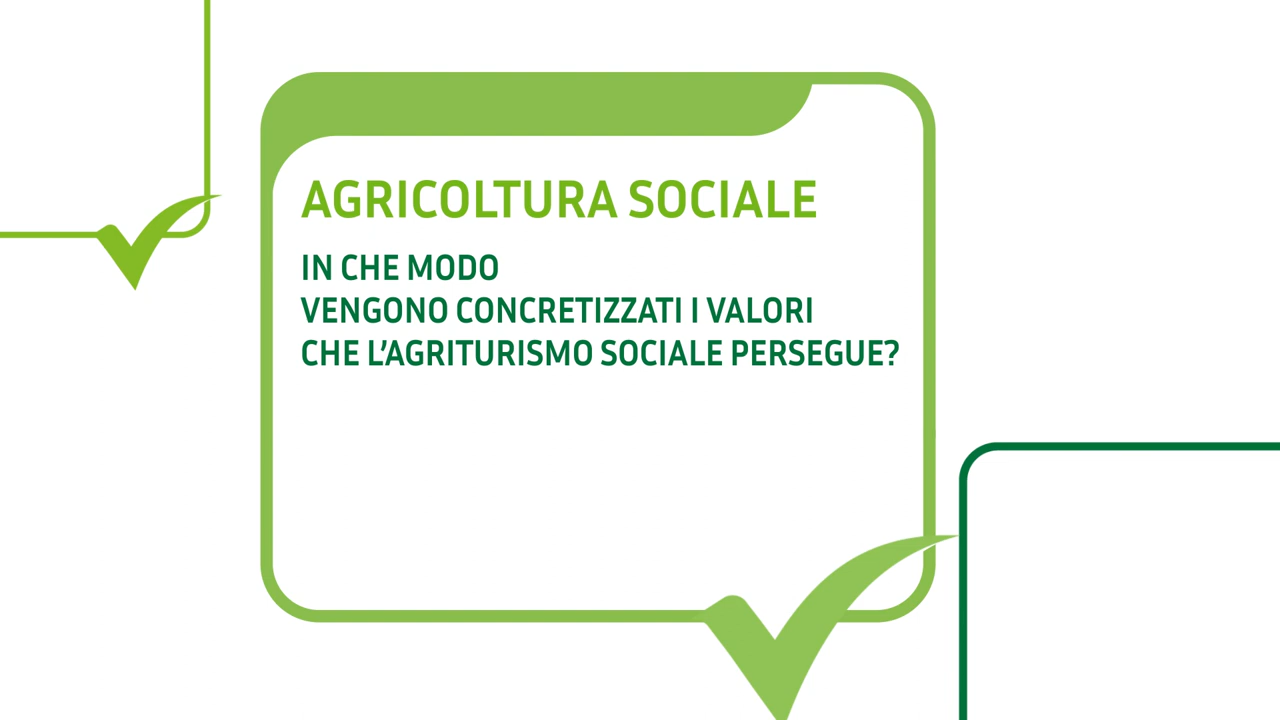 AGRICOLTURA SOCIALE
IN CHE MODO
VENGONO CONCRETIZZATI I VALORI
CHE L’AGRITURISMO SOCIALE PERSEGUE?